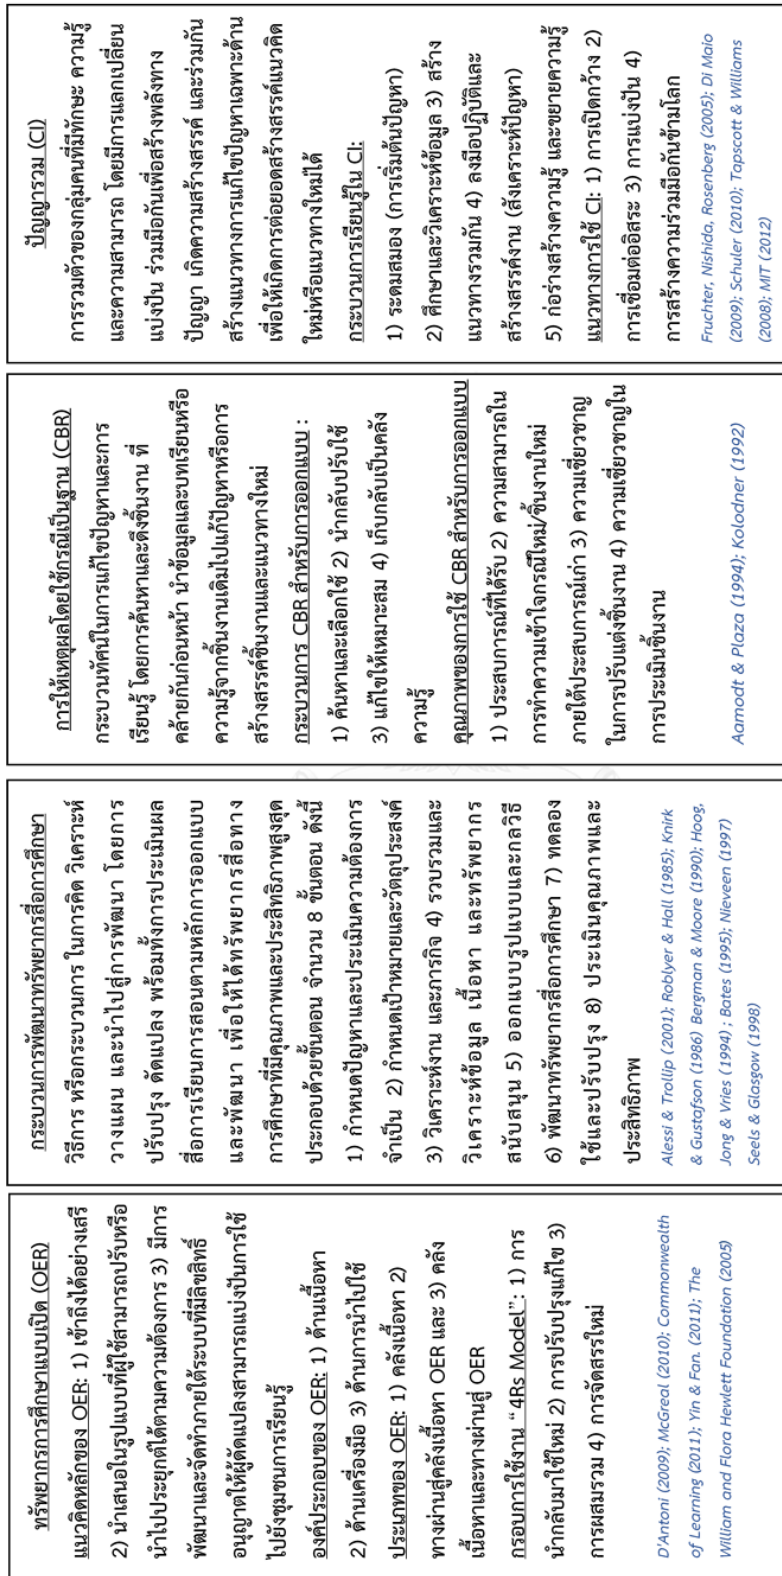 ทรัพยากรการศึกษาแบบเปิด (OER)
แนวคิดหลักของ OER: 1) เข้าถึงได้อย่างเสรี
2) นำเสนอในรูปแบบที่ผู้ใช้สามารถปรับหรือ
นำไปประยุกต์ได้ตามความต้องการ 3) มีการ
พัฒนาและจัดทำภายใต้ระบบที่มีลิขสิทธิ์
อนุญาตให้ผู้ดัดแปลงสามารถแบ่งปันการใช้
ไปยังชุมชนการเรียนรู้
องค์ประกอบของ OER: 1) ด้านเนื้อหา
2) ด้านเครื่องมือ 3) ด้านการนำไปใช้
ประเภทของ OER: 1) คลังเนื้อหา 2)
ทางผ่านสู่คลังเนื้อหา OER และ 3) คลัง
เนื้อหาและทางผ่านสู่ OER
กรอบการใช้งาน “4Rs Model”: 1) การ
นำกลับมาใช้ใหม่ 2) การปรับปรุงแก้ไข 3)
การผสมรวม 4) การจัดสรรใหม่
D'Antoni (2009); McGreal (2010); Commonwealth
of Learning (2011); Yin & Fan. (2011); The
William and Flora Hewlett Foundation (2005)
กระบวนการพัฒนาทรัพยากรสื่อการศึกษา
วิธีการ หรือกระบวนการ ในการคิด วิเคราะห์
วางแผน และนำไปสู่การพัฒนา โดยการ
ปรับปรุง ดัดแปลง พร้อมทั้งการประเมินผล
สื่อการเรียนการสอนตามหลักการออกแบบ
และพัฒนา เพื่อให้ได้ทรัพยากรสื่อทาง
การศึกษาที่มีคุณภาพและประสิทธิภาพสูงสุด
ประกอบด้วยขั้นตอน จำนวน 8 ขั้นตอน ดังนี้
1) กำหนดปัญหาและประเมินความต้องการ
จำเป็น 2) กำหนดเป้าหมายและวัตถุประสงค์
3) วิเคราะห์งาน และภารกิจ 4) รวบรวมและ
วิเคราะห์ข้อมูล เนื้อหา และทรัพยากร
สนับสนุน 5) ออกแบบรูปแบบและกลวิธี
6) พัฒนาทรัพยากรสื่อการศึกษา 7) ทดลอง
ใช้และปรับปรุง 8) ประเมินคุณภาพและ
ประสิทธิภาพ
Alessi & Trollip (2001); Roblyer & Hall (1985); Knirk
& Gustafson (1986) Bergman & Moore (1990); Hoog,
Jong & Vries (1994) ; Bates (1995); Nieveen (1997)
Seels & Glasgow (1998)
การให้เหตุผลโดยใช้กรณีเป็นฐาน (CBR)
กระบวนทัศน์ในการแก้ไขปัญหาและการ
เรียนรู้ โดยการค้นหาและดึงชิ้นงาน ที่
คล้ายกันก่อนหน้า นำข้อมูลและบทเรียนหรือ
ความรู้จากชิ้นงานเดิมไปแก้ปัญหาหรือการ
สร้างสรรค์ชิ้นงานและแนวทางใหม่
กระบวนการ CBR สำหรับการออกแบบ :
1) ค้นหาและเลือกใช้ 2) นำกลับปรับใช้
3) แก้ไขให้เหมาะสม 4) เก็บกลับเป็นคลัง
ความรู้
คุณภาพของการใช้ CBR สำหรับการออกแบบ
1) ประสบการณ์ที่ได้รับ 2) ความสามารถใน
การทำความเข้าใจกรณีใหม่/ชิ้นงานใหม่
ภายใต้ประสบการณ์เก่า 3) ความเชี่ยวชาญ
ในการปรับแต่งชิ้นงาน 4) ความเชี่ยวชาญใน
การประเมินชิ้นงาน
Aamodt & Plaza (1994); Kolodner (1992)
ปัญญารวม (CI)
การรวมตัวของกลุ่มคนที่มีทักษะ ความรู้
และความสามารถ โดยมีการแลกเปลี่ยน
แบ่งปัน ร่วมมือกันเพื่อสร้างพลังทาง
ปัญญา เกิดความสร้างสรรค์ และร่วมกัน
สร้างแนวทางการแก้ไขปัญหาเฉพาะด้าน
เพื่อให้เกิดการต่อยอดสร้างสรรค์แนวคิด
ใหม่หรือแนวทางใหม่ได้
กระบวนการเรียนรู้ใน CI:
1) ระดมสมอง (การเริ่มต้นปัญหา)
2) ศึกษาและวิเคราะห์ข้อมูล 3) สร้าง
แนวทางรวมกัน 4) ลงมือปฏิบัติและ
สร้างสรรค์งาน (สังเคราะห์ปัญหา)
5) ก่อร่างสร้างความรู้ และขยายความรู้
แนวทางการใช้ CI: 1) การเปิดกว้าง 2)
การเชื่อมต่ออิสระ 3) การแบ่งปัน 4)
การสร้างความร่วมมือกันข้ามโลก
Fruchter, Nishida, Rosenberg (2005); Di Maio
(2009); Schuler (2010); Tapscott & Williams
(2008); MIT (2012)